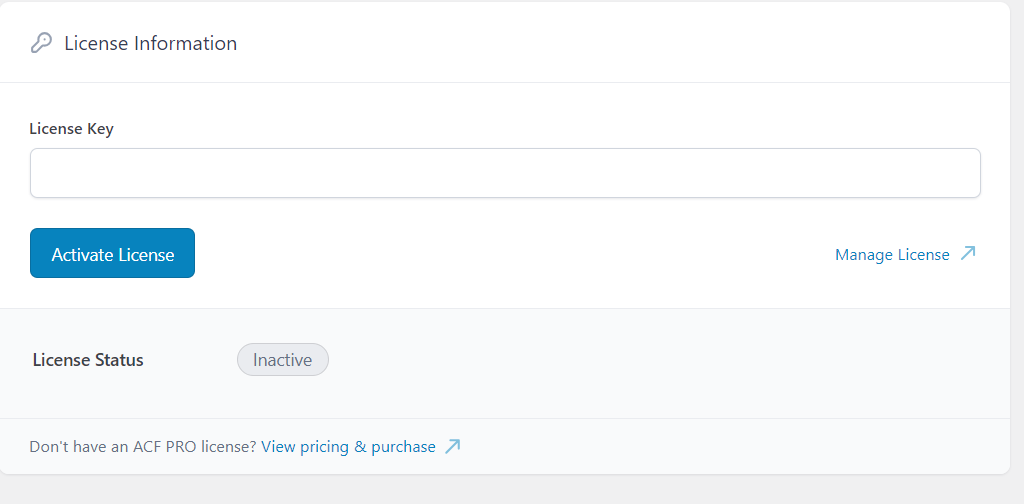 License Information
License Key
Activate License
Manage License
License Status
Inactive
Don't have an ACF PRO license? View pricing & purchase